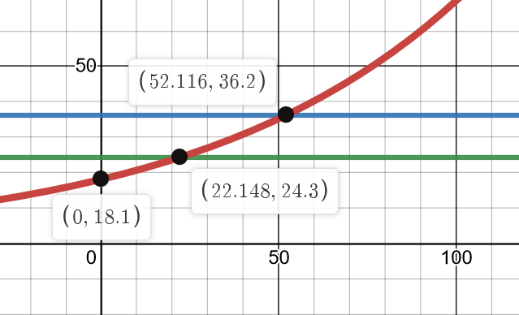 50
(52.116, 36.2)
(22.148, 24.3)
(0, 18.1)
0 50 100